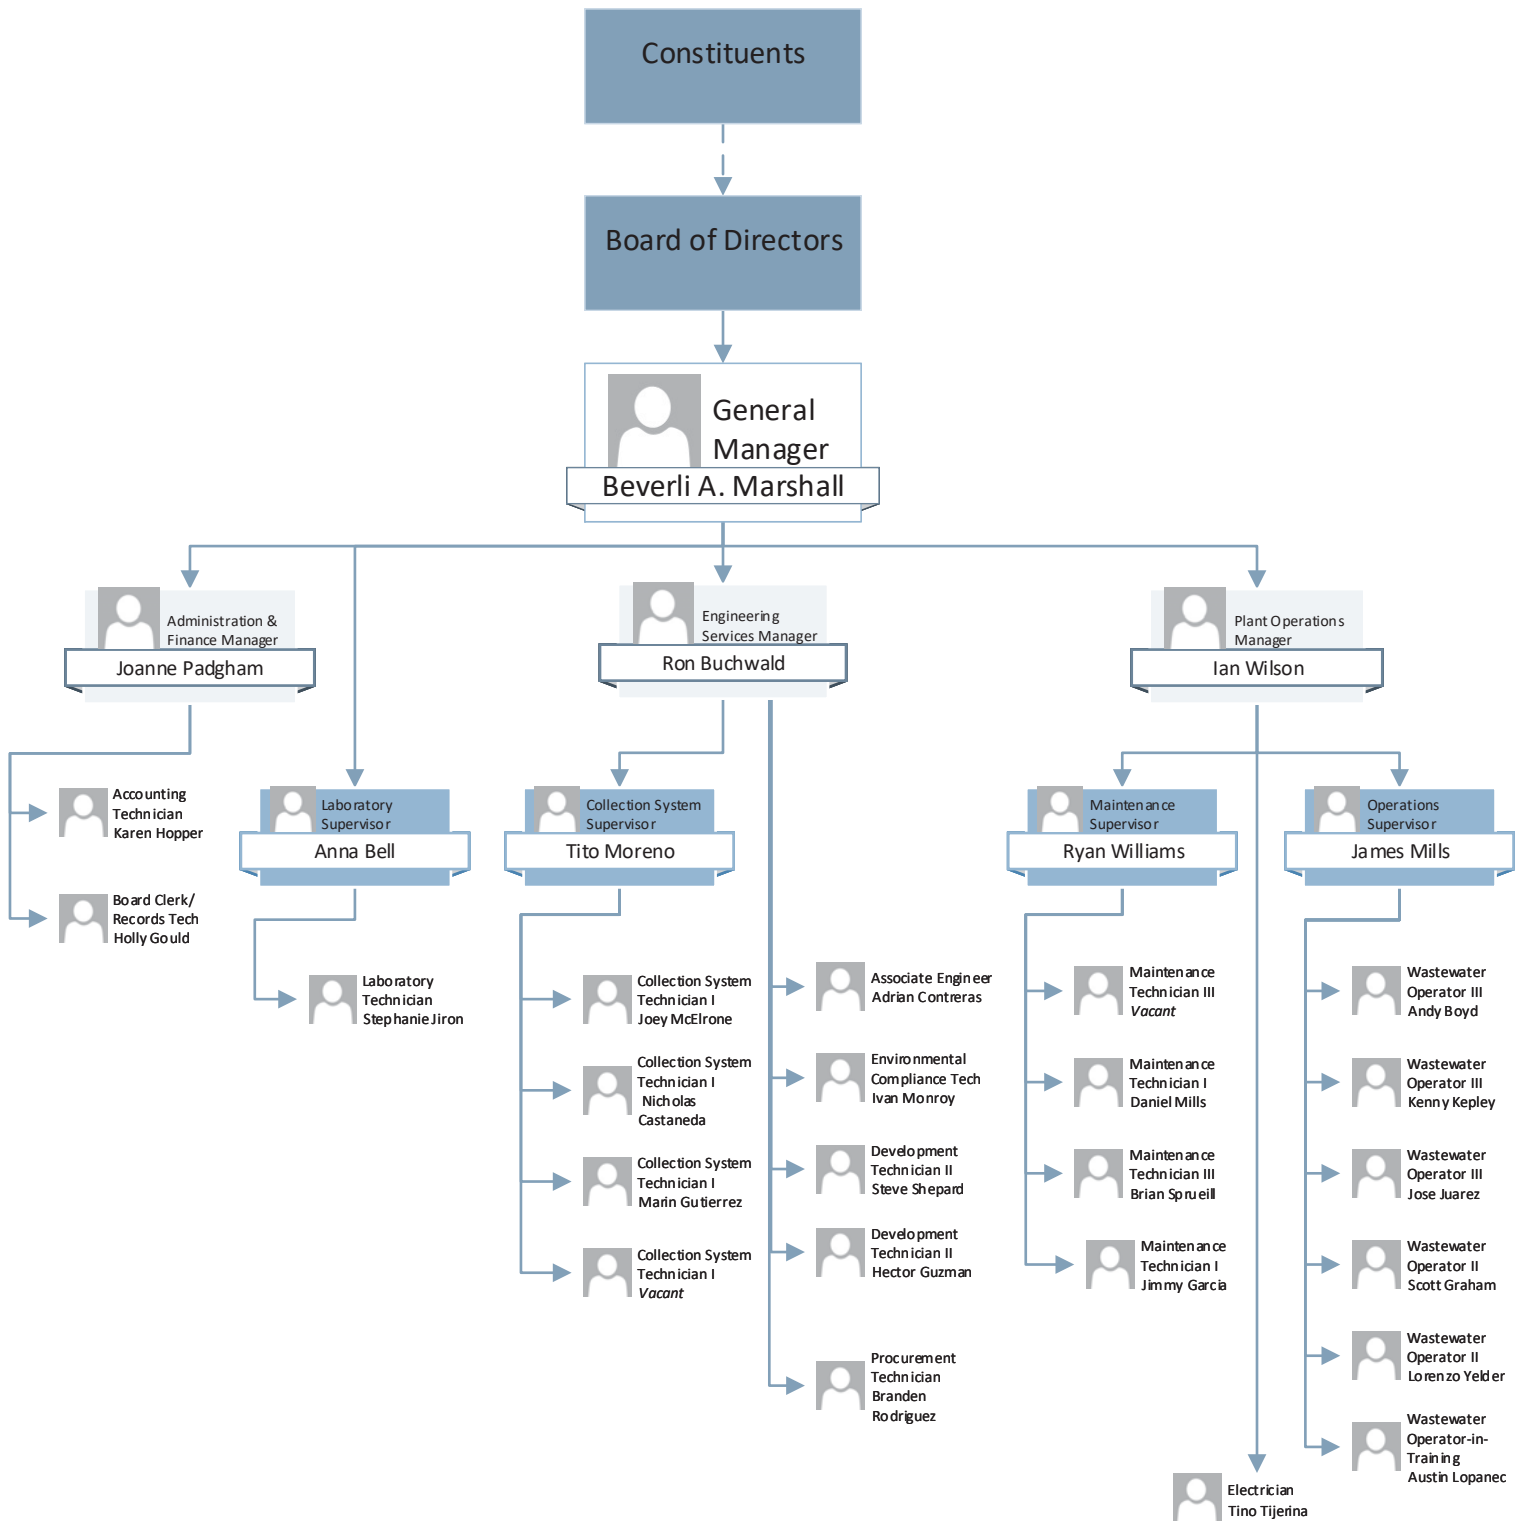 Constituents
Board of Directors
General
Manager
Beverli A. Marshall
Administration &
Finance Manager
Joanne Padgham
Engineering
Services Manager
Ron Buchwald
Plant Operations
Manager
Ian Wilson
Accounting
Technician
Karen Hopper
Board Clerk/
Records Tech
Holly Gould
Laboratory
Supervisor
Anna Bell
Laboratory
Technician
Stephanie Jiron
Collection System
Supervisor
Tito Moreno
Collection System
Technician I
Joey McElrone
Collection System
Technician I
Nicholas
Castaneda
Collection System
Technician I
Marin Gutierrez
Collection System
Technician I
Vacant
Associate Engineer
Adrian Contreras
Environmental
Compliance Tech
Ivan Monroy
Development
Technician II
Steve Shepard
Development
Technician II
Hector Guzman
Procurement
Technician
Branden
Rodriguez
Maintenance
Supervisor
Ryan Williams
Maintenance
Technician III
Vacant
Maintenance
Technician I
Daniel Mills
Maintenance
Technician III
Brian Sprueill
Maintenance
Technician I
Jimmy Garcia
Operations
Supervisor
James Mills
Wastewater
Operator III
Andy Boyd
Wastewater
Operator III
Kenny Kepley
Wastewater
Operator III
Jose Juarez
Wastewater
Operator II
Scott Graham
Wastewater
Operator II
Lorenzo Yelder
Wastewater
Operator-in-
Training
Austin Lopanec
Electrician
Tino Tijerina